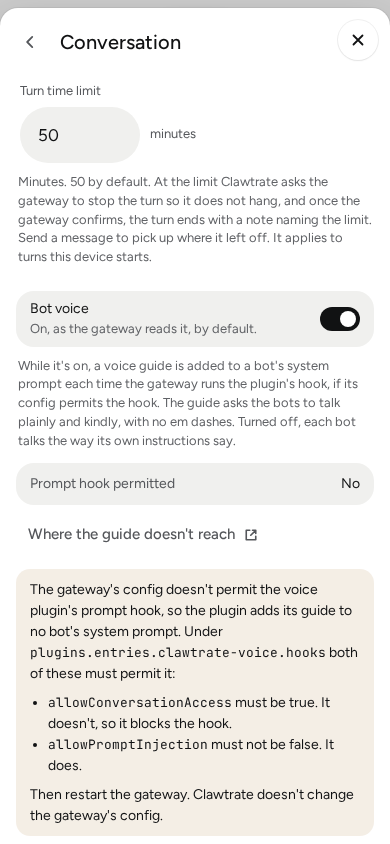 Conversation
Turn time limit
50
minutes
Minutes. 50 by default. At the limit Clawtrate asks the
gateway to stop the turn so it does not hang, and once the
gateway confirms, the turn ends with a note naming the limit.
Send a message to pick up where it left off. It applies to
turns this device starts.
Bot voice
On, as the gateway reads it, by default.
While it's on, a voice guide is added to a bot's system
prompt each time the gateway runs the plugin's hook, if its
config permits the hook. The guide asks the bots to talk
plainly and kindly, with no em dashes. Turned off, each bot
talks the way its own instructions say.
Prompt hook permitted
No
Where the guide doesn't reach
The gateway's config doesn't permit the voice
plugin's prompt hook, so the plugin adds its guide to
no bot's system prompt. Under
plugins.entries.clawtrate-voice.hooks both
of these must permit it:
• allowConversationAccess must be true. It
doesn't, so it blocks the hook.
• allowPromptInjection must not be false. It
does.
Then restart the gateway. Clawtrate doesn't change
the gateway's config.